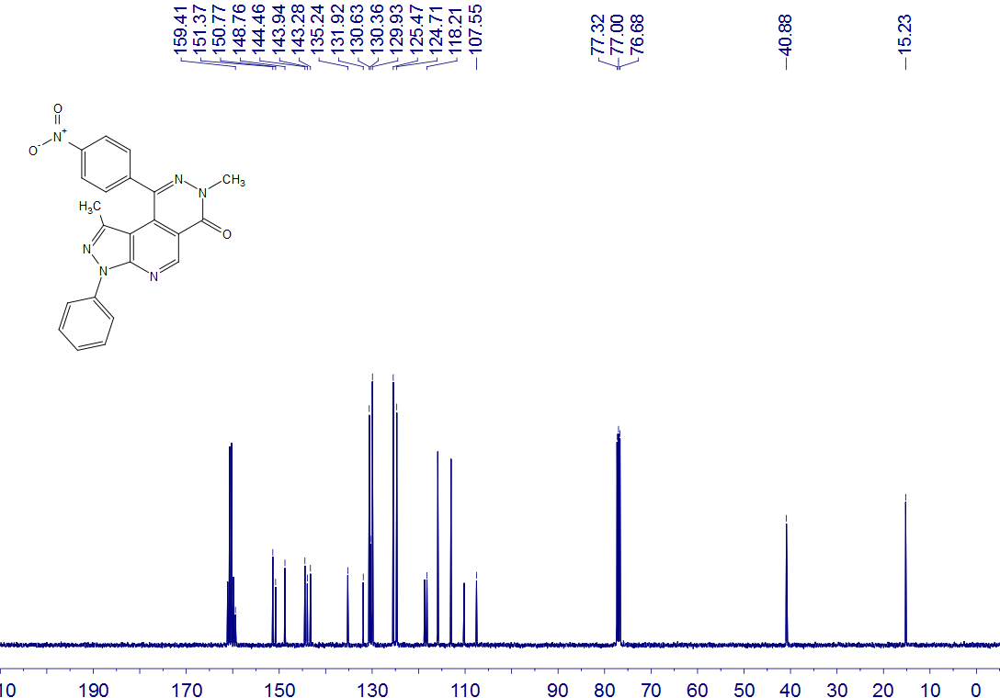 159.41
151.37
150.77
148.76
144.46
143.94
143.28
135.24
131.92
130.63
130.36
129.93
125.47
124.71
118.21
107.55
77.32
77.00
76.68
40.88
15.23
O
O-
N+
N
CH3
N
H3C
O
N
N
N
10 190 170 150 130 110 90 80 70 60 50 40 30 20 10 0